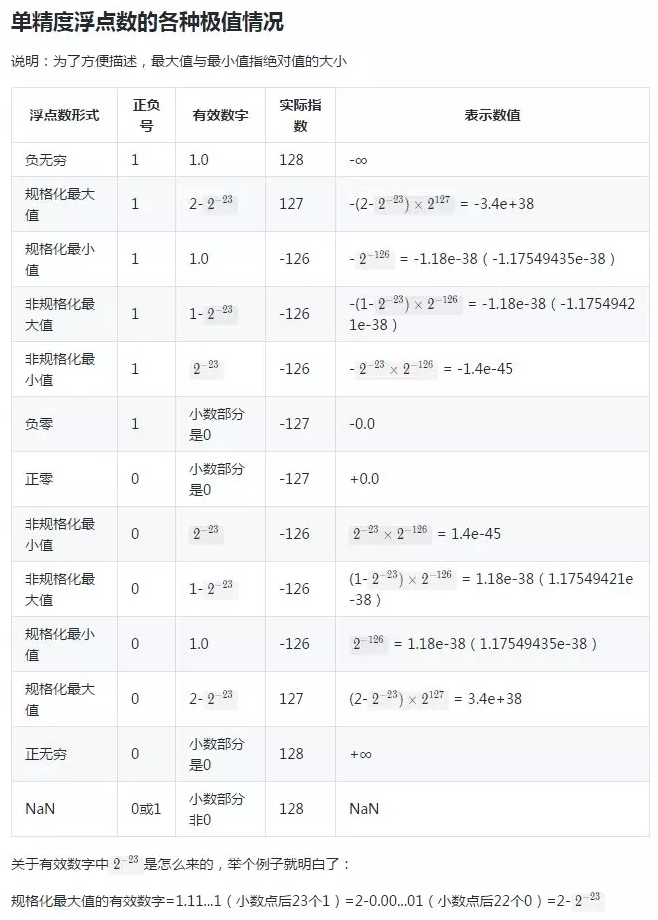 单精度浮点数的各种极值情况
说明：为了方便描述，最大值与最小值指绝对值的大小
浮点数形式 正负号 有效数字 实际指数 表示数值
负无穷 1 1.0 128 -∞
规格化最大值 1 2- 2⁻²³ 127 -(2- 2⁻²³) × 2¹²⁷ = -3.4e+38
规格化最小值 1 1.0 -126 - 2⁻¹²⁶ = -1.18e-38（-1.17549435e-38）
非规格化最大值 1 1- 2⁻²³ -126 -(1- 2⁻²³) × 2⁻¹²⁶ = -1.18e-38（-1.17549421e-38）
非规格化最小值 1 2⁻²³ -126 - 2⁻²³ × 2⁻¹²⁶ = -1.4e-45
负零 1 小数部分是0 -127 -0.0
正零 0 小数部分是0 -127 +0.0
非规格化最小值 0 2⁻²³ -126 2⁻²³ × 2⁻¹²⁶ = 1.4e-45
非规格化最大值 0 1- 2⁻²³ -126 (1- 2⁻²³) × 2⁻¹²⁶ = 1.18e-38（1.17549421e-38）
规格化最小值 0 1.0 -126 2⁻¹²⁶ = 1.18e-38（1.17549435e-38）
规格化最大值 0 2- 2⁻²³ 127 (2- 2⁻²³) × 2¹²⁷ = 3.4e+38
正无穷 0 小数部分是0 128 +∞
NaN 0或1 小数部分非0 128 NaN
关于有效数字中 2⁻²³ 是怎么来的，举个例子就明白了：
规格化最大值的有效数字=1.11...1（小数点后23个1）=2-0.00...01（小数点后22个0）=2- 2⁻²³